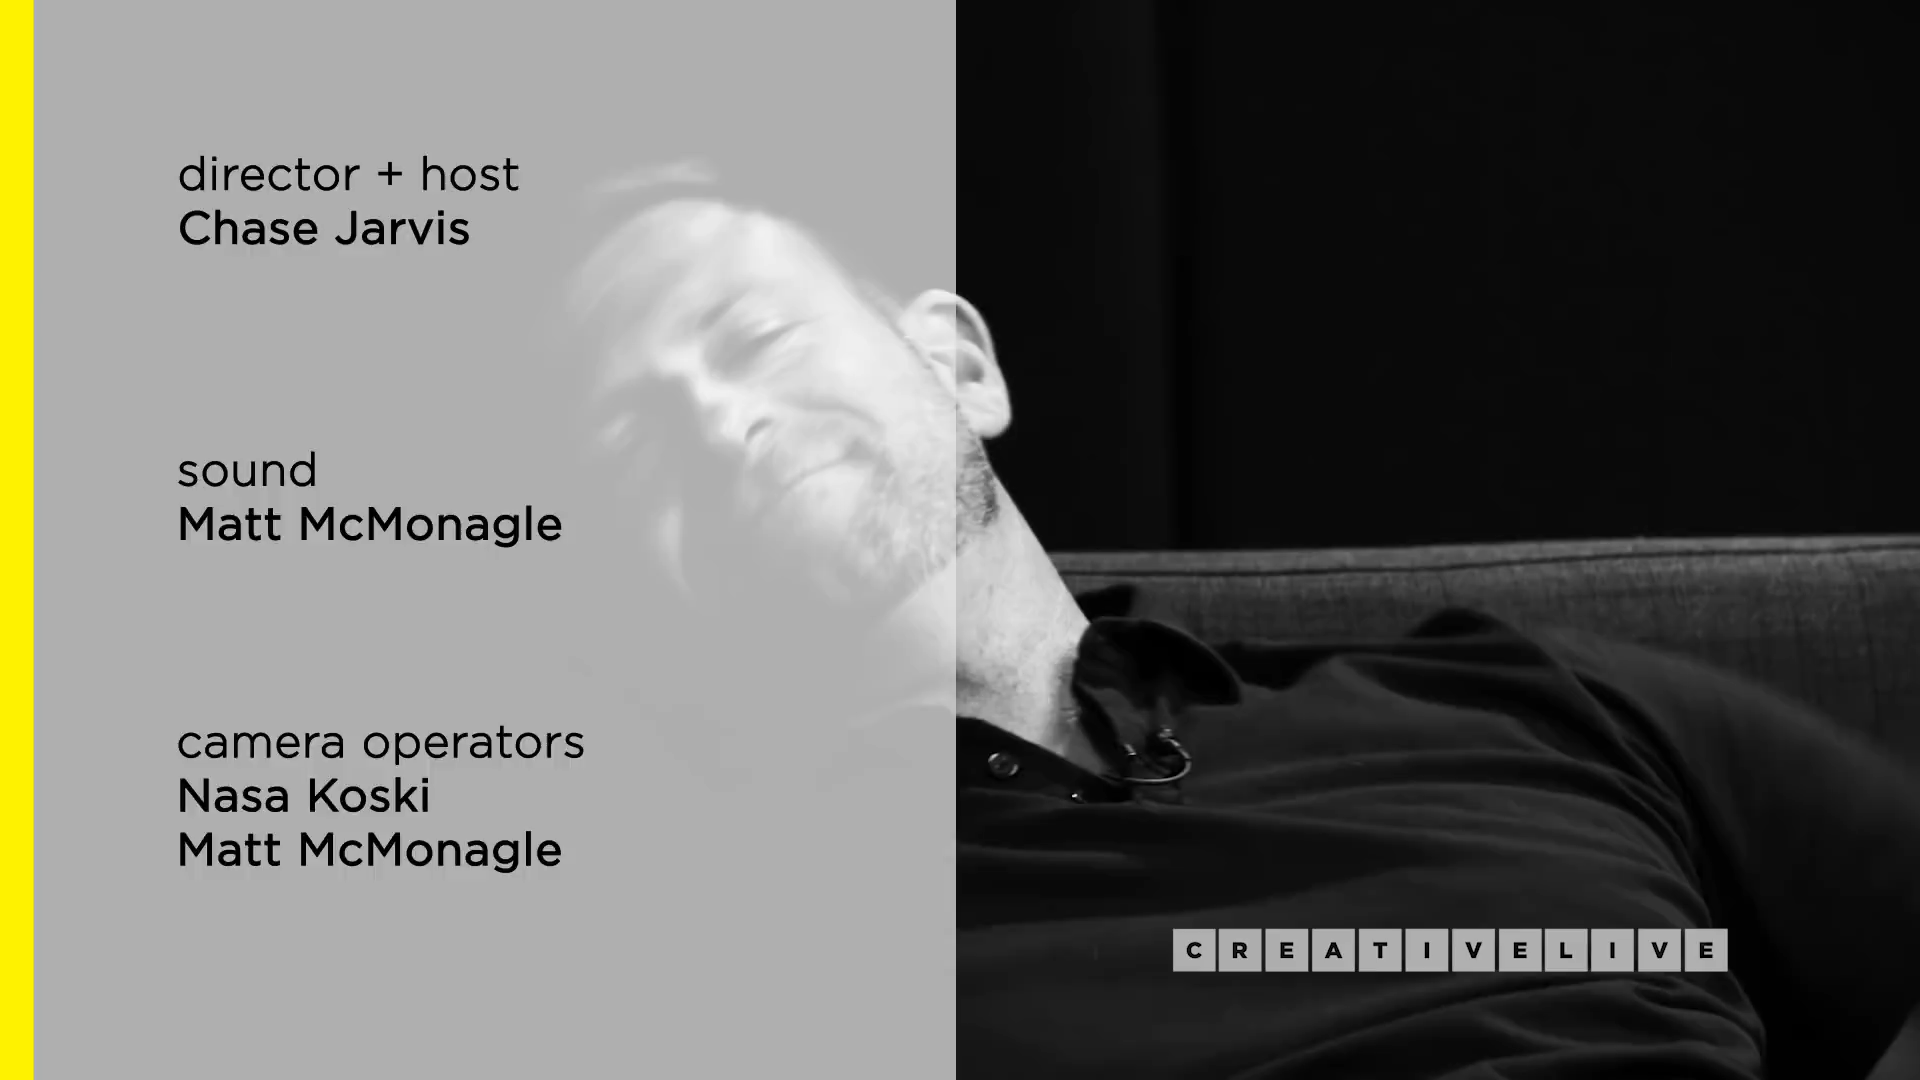 director + host
Chase Jarvis
sound
Matt McMonagle
camera operators
Nasa Koski
Matt McMonagle
CREATIVELIVE